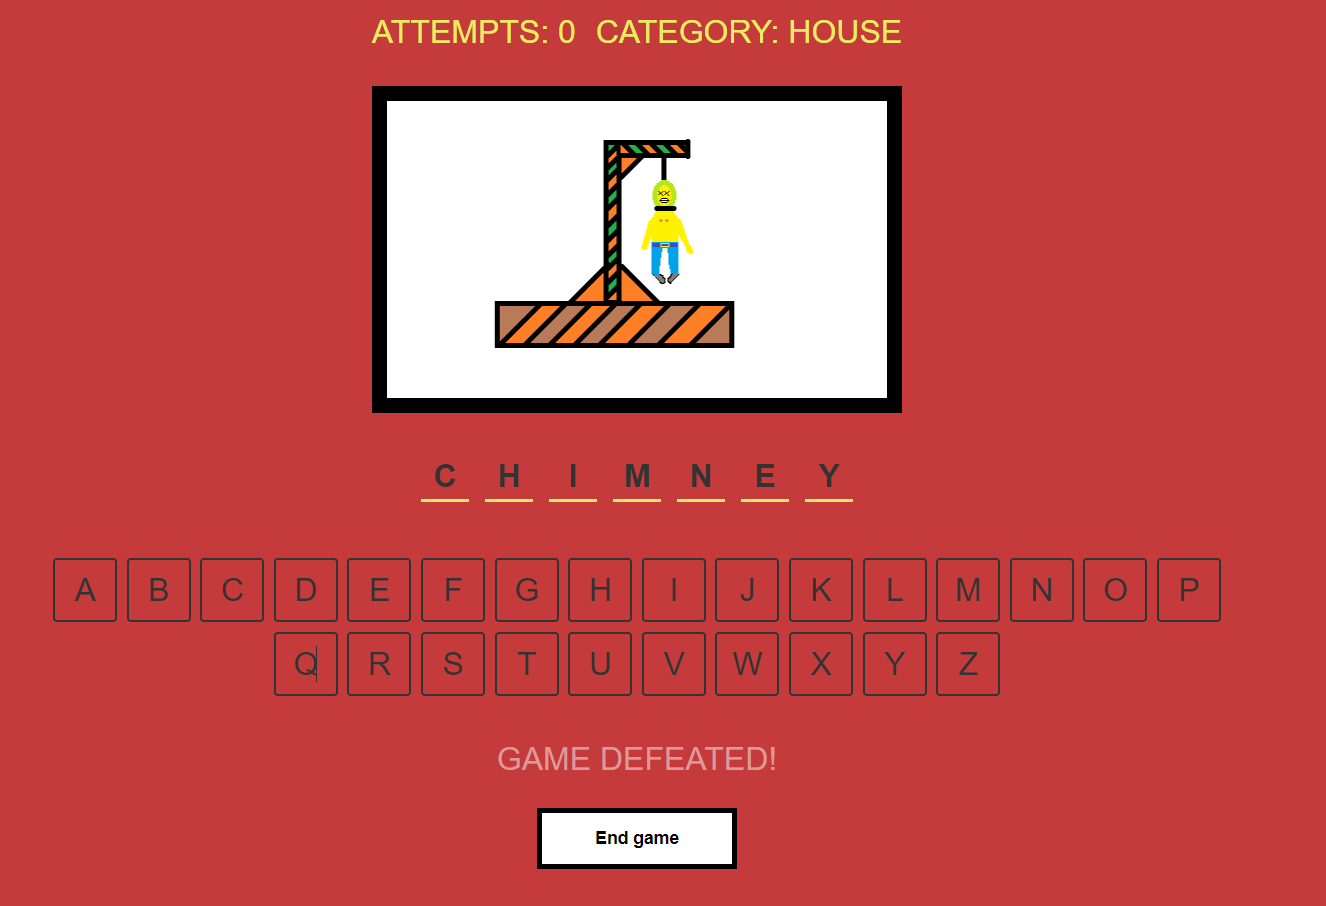 ATTEMPTS: 0 CATEGORY: HOUSE
C H I M N E Y
A B C D E F G H I J K L M N O P
Q R S T U V W X Y Z
GAME DEFEATED!
End game